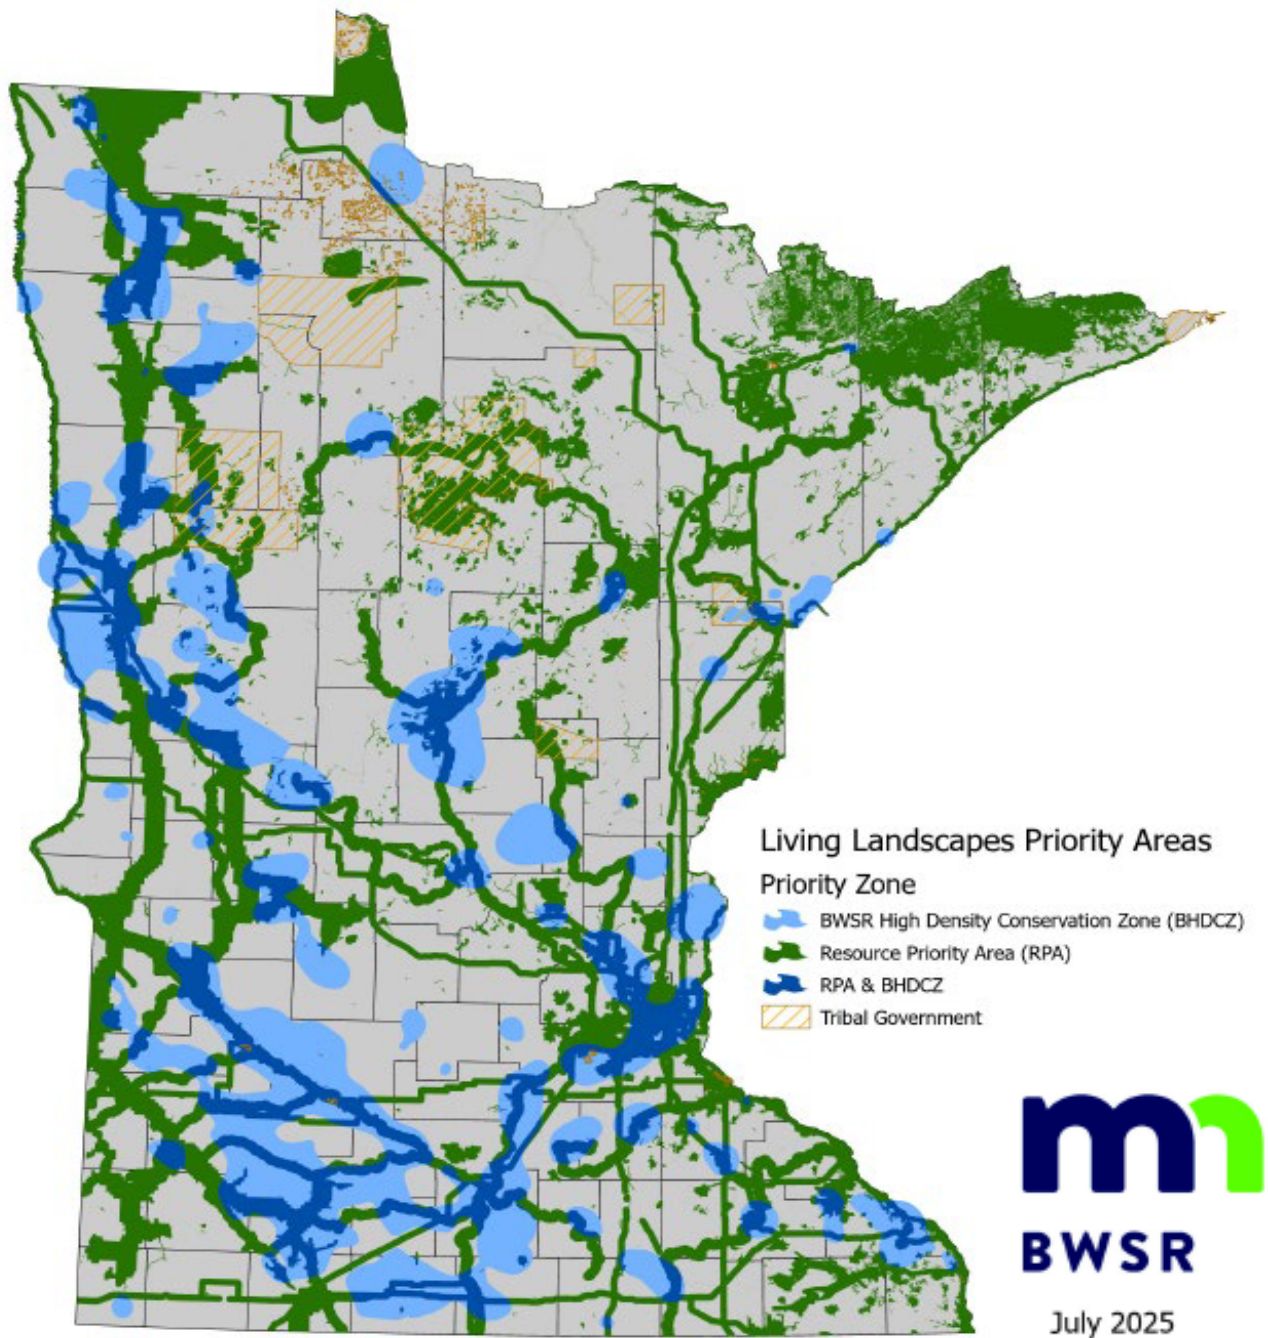 Living Landscapes Priority Areas
Priority Zone
BWSR High Density Conservation Zone (BHDCZ)
Resource Priority Area (RPA)
RPA & BHDCZ
Tribal Government
mn
BWSR
July 2025